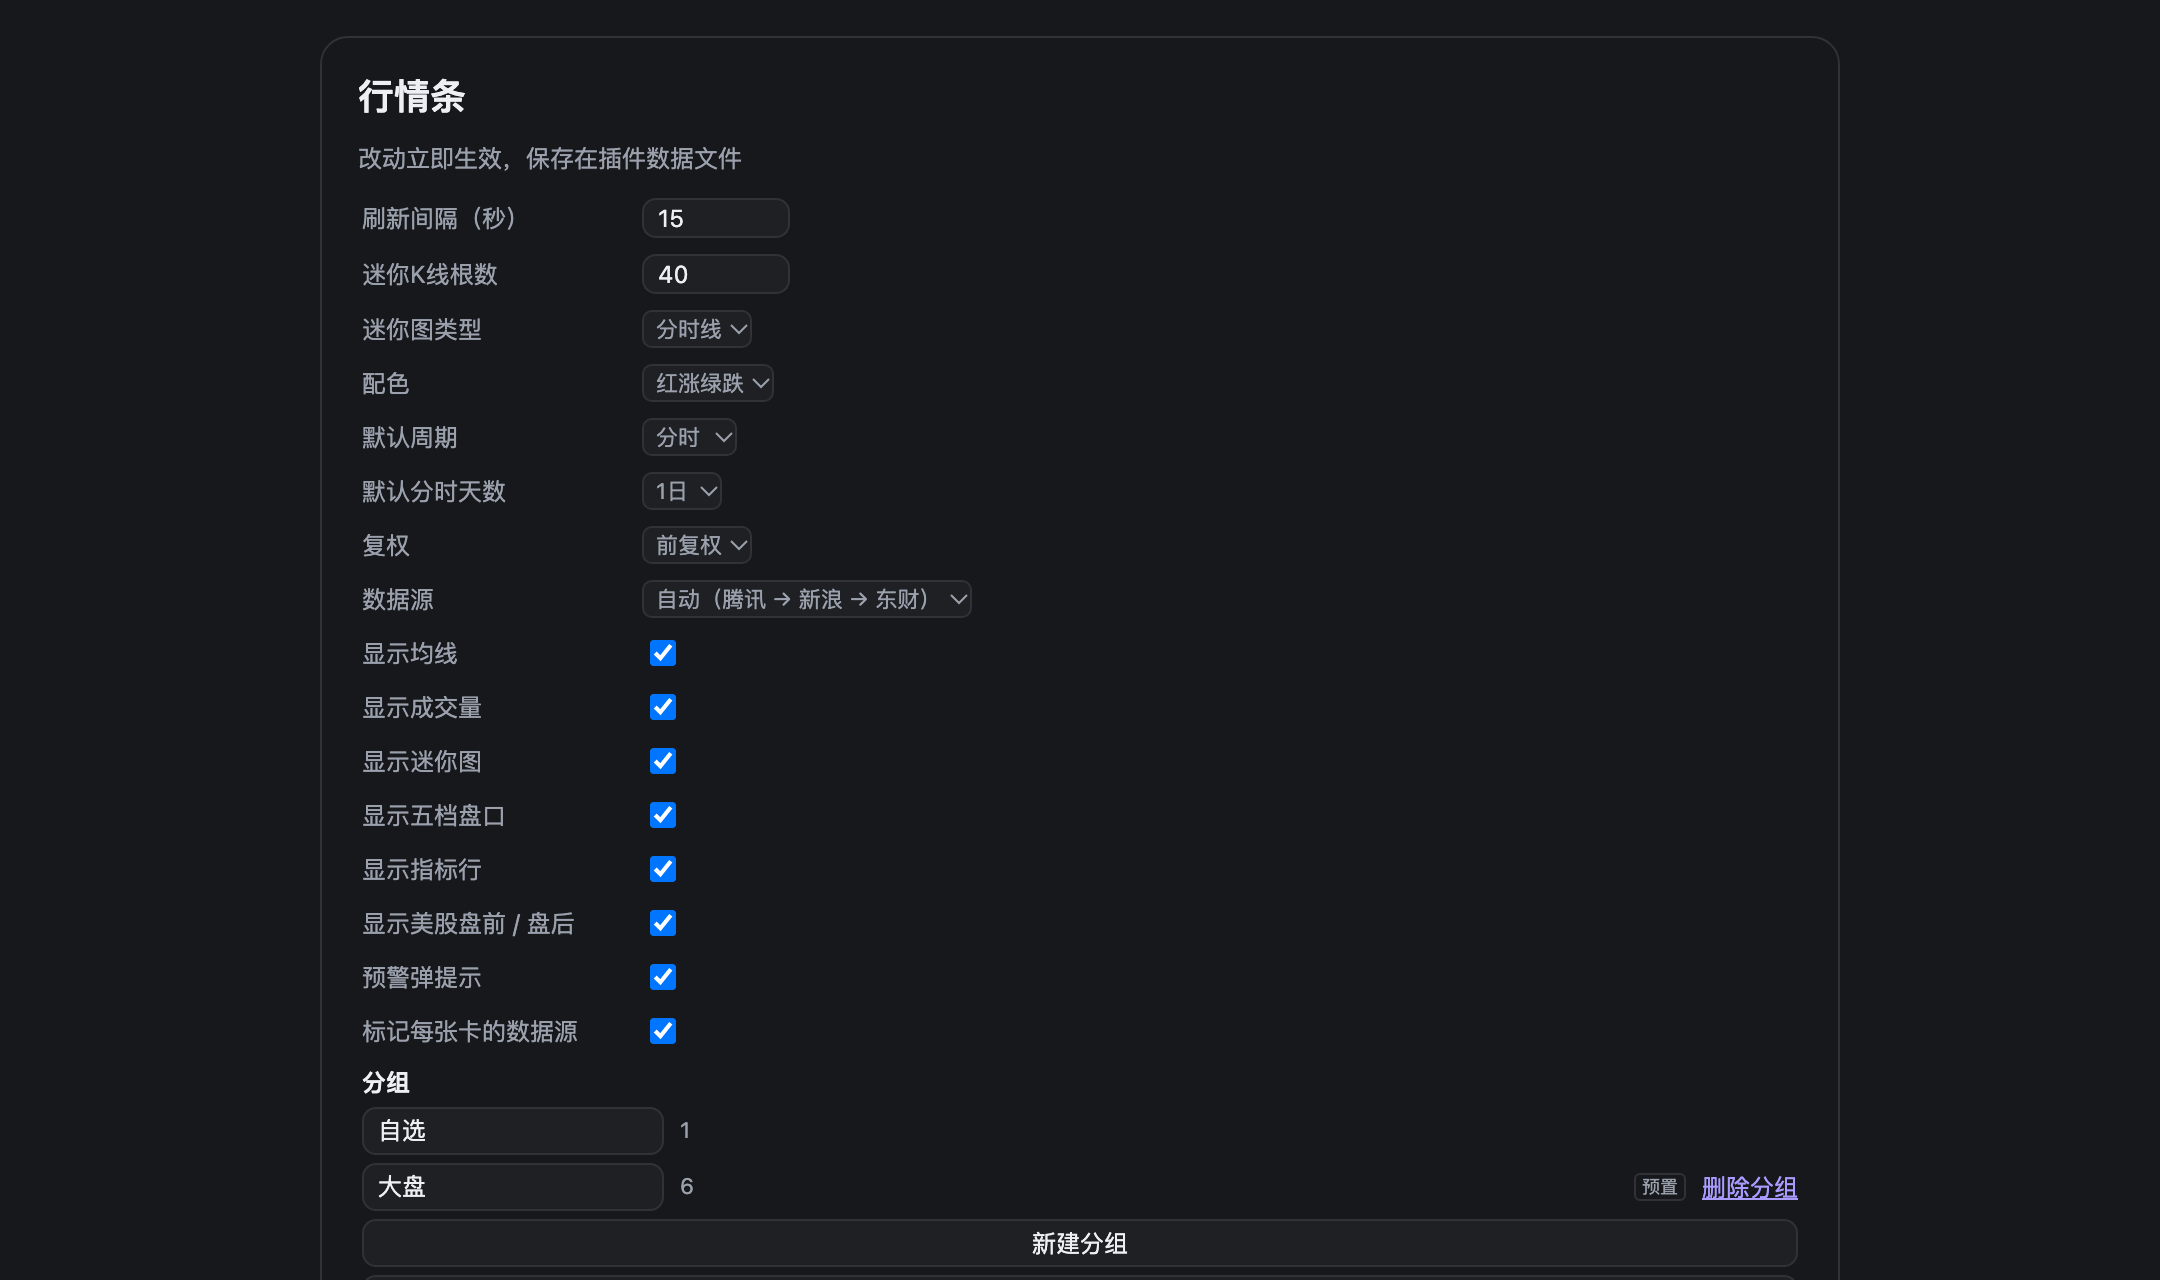 行情条
改动立即生效，保存在插件数据文件
刷新间隔（秒） 15
迷你K线根数 40
迷你图类型 分时线
配色 红涨绿跌
默认周期 分时
默认分时天数 1日
复权 前复权
数据源 自动（腾讯 → 新浪 → 东财）
显示均线
显示成交量
显示迷你图
显示五档盘口
显示指标行
显示美股盘前 / 盘后
预警弹提示
标记每张卡的数据源
分组
自选 1
大盘 6 预置 删除分组
新建分组